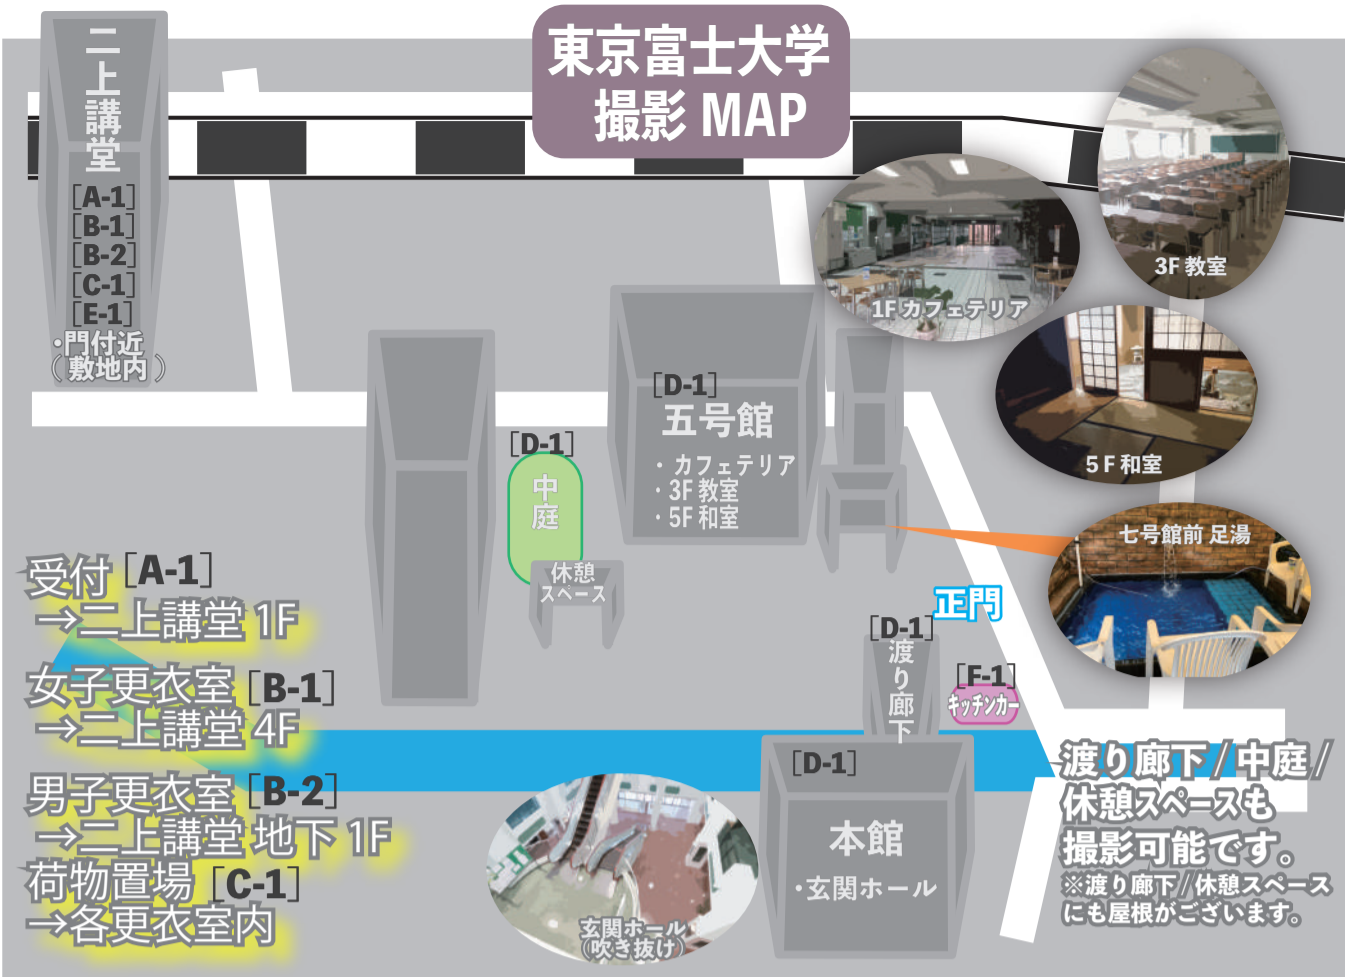 東京富士大学
撮影 MAP
二上講堂
[A-1]
[B-1]
[B-2]
[C-1]
[E-1]
・門付近
(敷地内)
3F 教室
1F カフェテリア
5F 和室
七号館前 足湯
[D-1]
五号館
・カフェテリア
・3F 教室
・5F 和室
[D-1]
中庭
休憩
スペース
正門
[D-1]
渡り廊下
[F-1]
キッチンカー
[D-1]
本館
・玄関ホール
玄関ホール
(吹き抜け)
受付 [A-1]
→二上講堂 1F
女子更衣室 [B-1]
→二上講堂 4F
男子更衣室 [B-2]
→二上講堂 地下 1F
荷物置場 [C-1]
→各更衣室内
渡り廊下/中庭/
休憩スペースも
撮影可能です。
※渡り廊下/休憩スペース
にも屋根がございます。